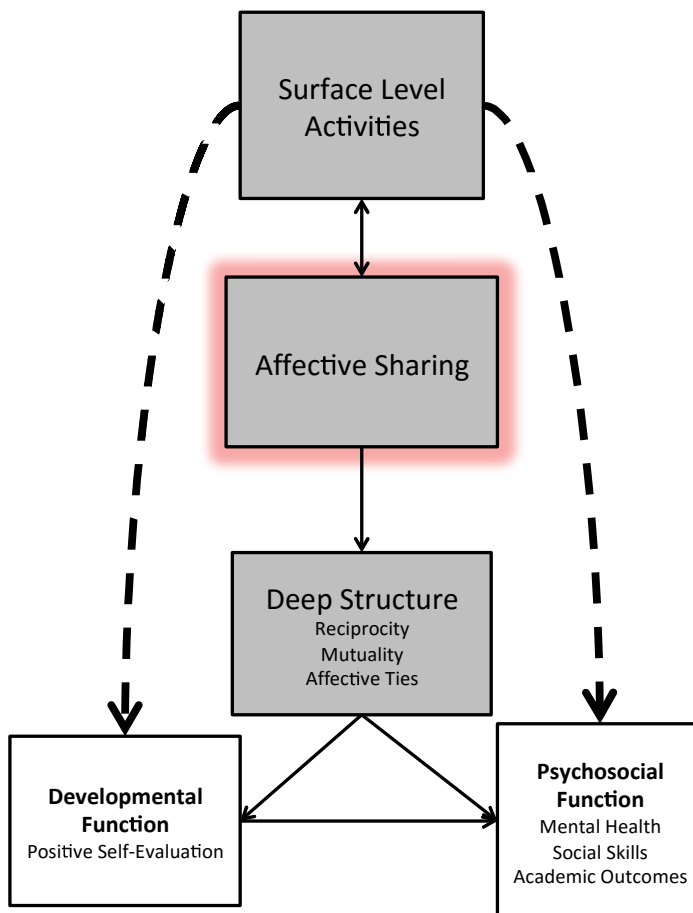 Surface Level
Activities
Affective Sharing
Deep Structure
Reciprocity
Mutuality
Affective Ties
Developmental
Function
Positive Self-Evaluation
Psychosocial
Function
Mental Health
Social Skills
Academic Outcomes